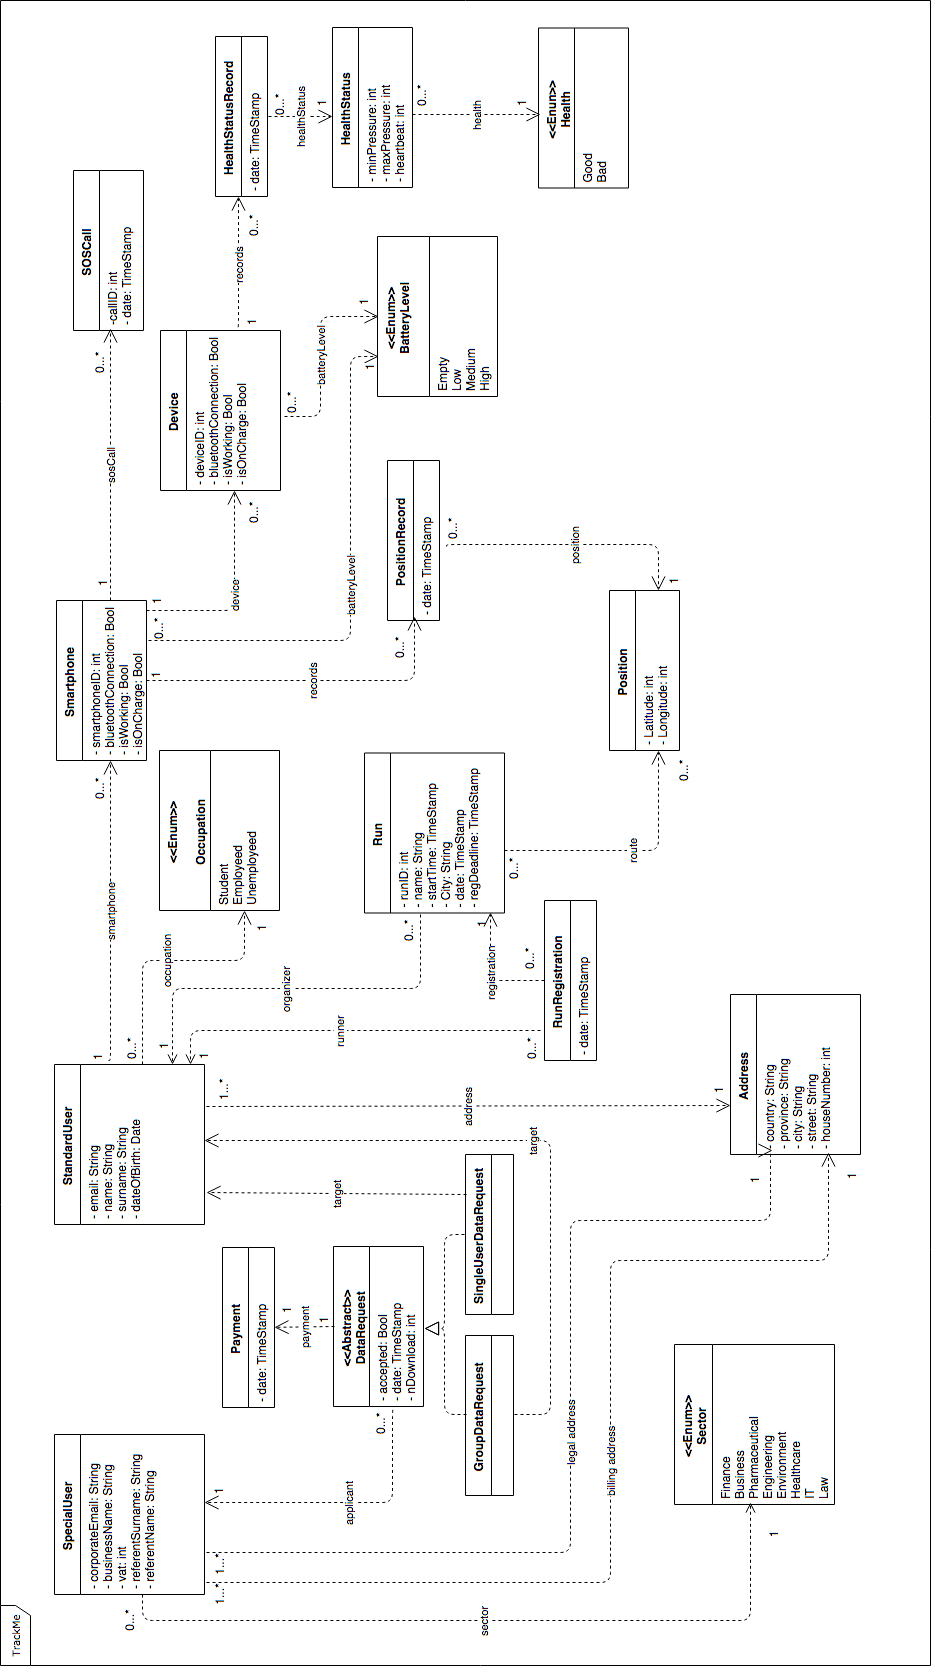 TrackMe
SpecialUser
- corporateEmail: String
- businessName: String
- vat: int
- referentSurname: String
- referentName: String
StandardUser
- email: String
- name: String
- surname: String
- dateOfBirth: Date
Smartphone
- smartphoneID: int
- bluetoothConnection: Bool
- isWorking: Bool
- isOnCharge: Bool
SOSCall
-callID: int
- date: TimeStamp
1
smartphone
0...*
1
sosCall
0...*
0...*
sector
1
1...*
legal address
1
1...*
billing address
1
1
applicant
0...*
Payment
- date: TimeStamp
1
payment
1
<<Abstract>>
DataRequest
- accepted: Bool
- date: TimeStamp
- nDownload: int
GroupDataRequest
SingleUserDataRequest
target
target
1...*
address
1
0...*
occupation
1
<<Enum>>
Occupation
Student
Employeed
Unemployeed
1
organizer
0...*
1
runner
0...*
Run
- runID: int
- name: String
- startTime: TimeStamp
- City: String
- date: TimeStamp
- regDeadline: TimeStamp
1
registration
0...*
RunRegistration
- date: TimeStamp
0...*
route
0...*
1
device
0...*
0...*
batteryLevel
1
1
records
0...*
Device
- deviceID: int
- bluetoothConnection: Bool
- isWorking: Bool
- isOnCharge: Bool
1
records
0...*
0...*
batteryLevel
1
HealthStatusRecord
- date: TimeStamp
0...*
healthStatus
1
HealthStatus
- minPressure: int
- maxPressure: int
- heartbeat: int
0...*
health
1
<<Enun>>
Health
Good
Bad
<<Enum>>
BatteryLevel
Empty
Low
Medium
High
PositionRecord
- date: TimeStamp
0...*
position
1
Position
- Latitude: int
- Longitude: int
<<Enum>>
Sector
Finance
Business
Pharmaceutical
Engineering
Environment
Healthcare
IT
Law
Address
- country: String
- province: String
- city: String
- street: String
- houseNumber: int